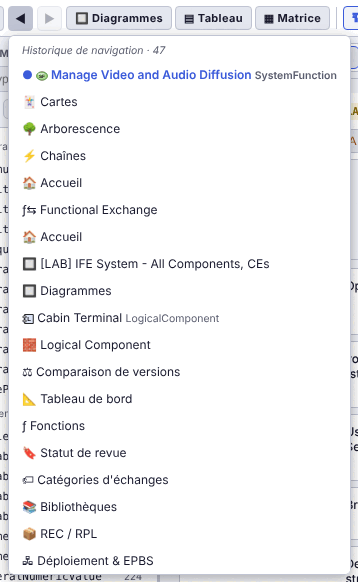 Diagrammes
Tableau
Matrice
Historique de navigation · 47
Manage Video and Audio Diffusion SystemFunction
Cartes
Arborescence
Chaînes
Accueil
Functional Exchange
Accueil
[LAB] IFE System - All Components, CEs
Diagrammes
Cabin Terminal LogicalComponent
Logical Component
Comparaison de versions
Tableau de bord
Fonctions
Statut de revue
Catégories d'échanges
Bibliothèques
REC / RPL
Déploiement & EPBS
224